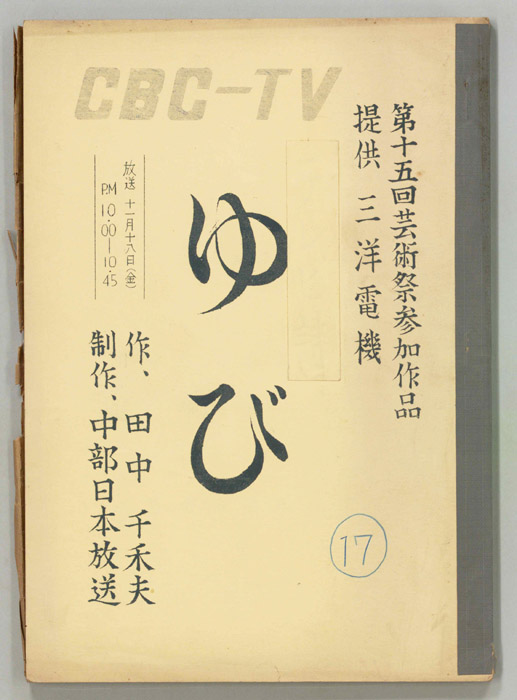 CBC-TV
第十五回芸術祭参加作品
提供 三洋電機
ゆび
放送 十一月十八日(金)
P.M 10.00-10.45
作、田中千禾夫
制作、中部日本放送
17